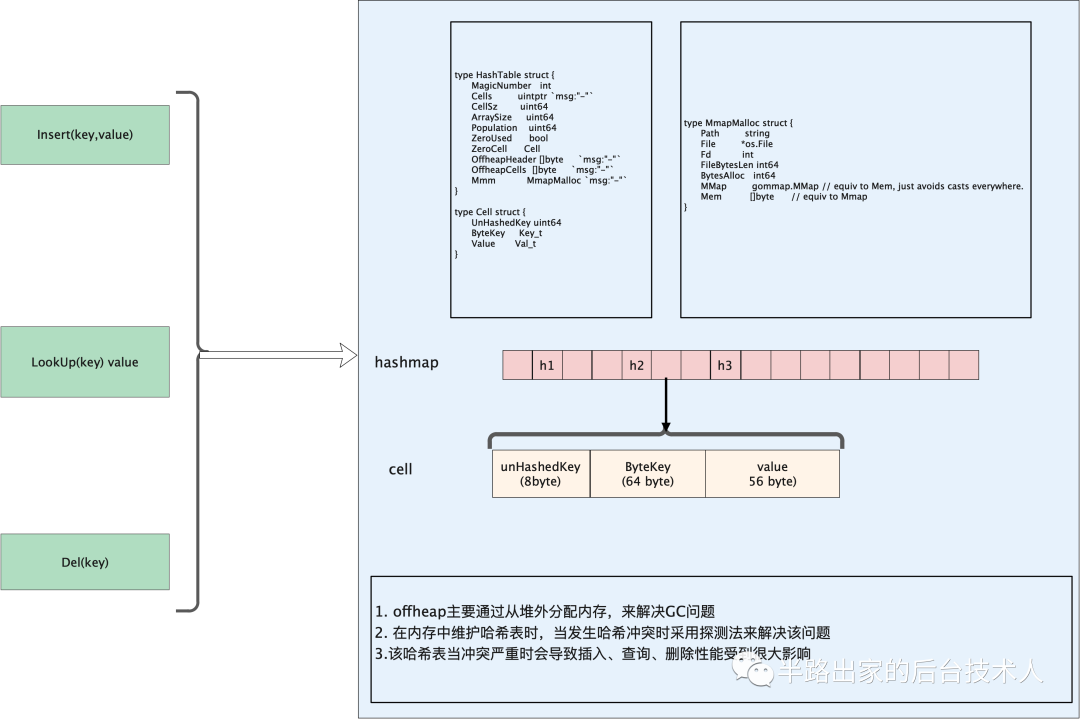 Insert(key,value)
LookUp(key) value
Del(key)
type HashTable struct {
MagicNumber int
Cells uintptr `msg:"-"`
CellSz uint64
ArraySize uint64
Population uint64
ZeroUsed bool
ZeroCell Cell
OffheapHeader []byte `msg:"-"`
OffheapCells []byte `msg:"-"`
Mmm MmapMalloc `msg:"-"`
}
type Cell struct {
UnHashedKey uint64
ByteKey Key_t
Value Val_t
}
type MmapMalloc struct {
Path string
File *os.File
Fd int
FileBytesLen int64
BytesAlloc int64
MMap gommap.MMap // equiv to Mem, just avoids casts everywhere.
Mem []byte // equiv to Mmap
}
hashmap
h1 h2 h3
cell
unHashedKey
(8byte)
ByteKey
(64 byte)
value
56 byte)
1. offheap主要通过从堆外分配内存，来解决GC问题
2. 在内存中维护哈希表时，当发生哈希冲突时采用探测法来解决该问题
3.该哈希表当冲突严重时会导致插入、查询、删除性能受到很大影响
半路出家的后台技术人